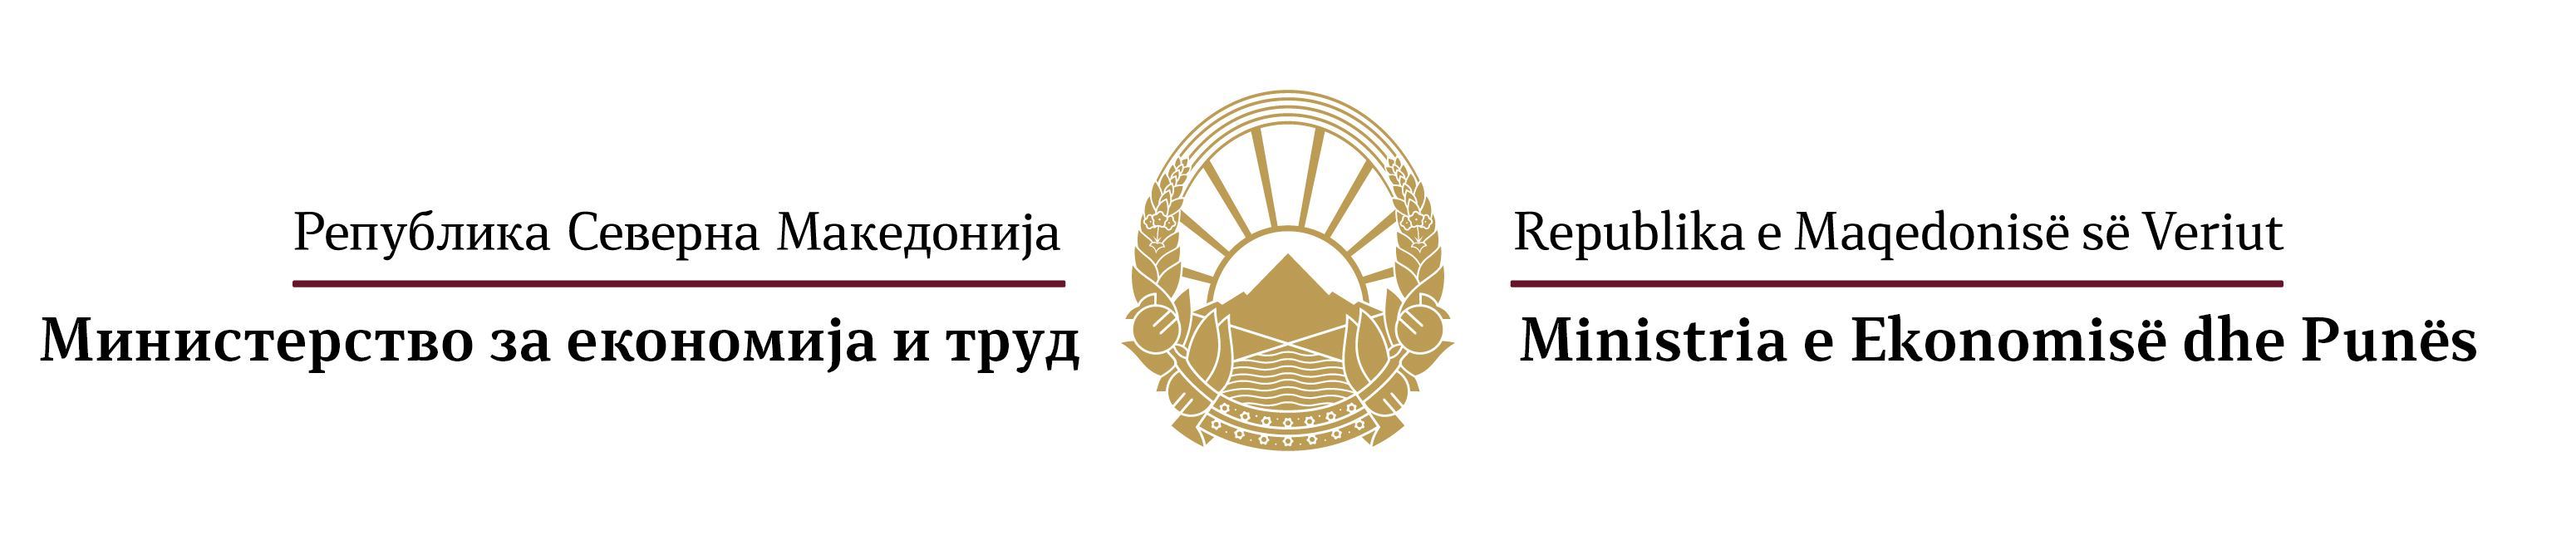 Република Северна Македонија
Министерство за економија и труд
Republika e Maqedonisë së Veriut
Ministria e Ekonomisë dhe Punës